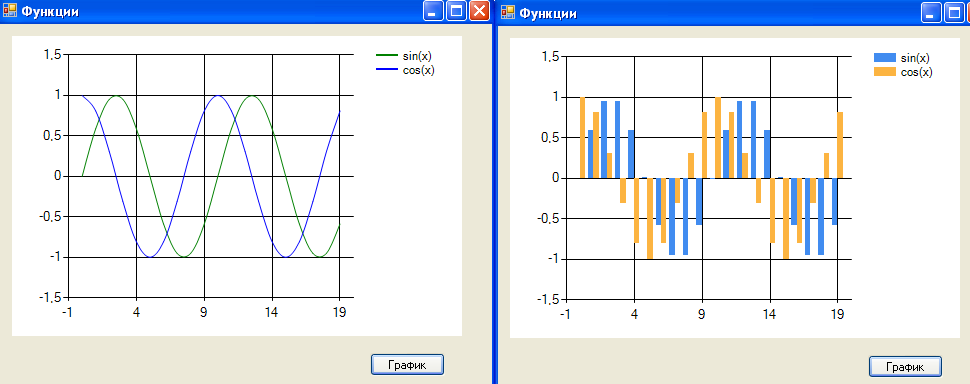 Функции
sin(x)
cos(x)
1,5
1
0,5
0
-0,5
-1
-1,5
-1 4 9 14 19
График
Функции
sin(x)
cos(x)
1,5
1
0,5
0
-0,5
-1
-1,5
-1 4 9 14 19
График